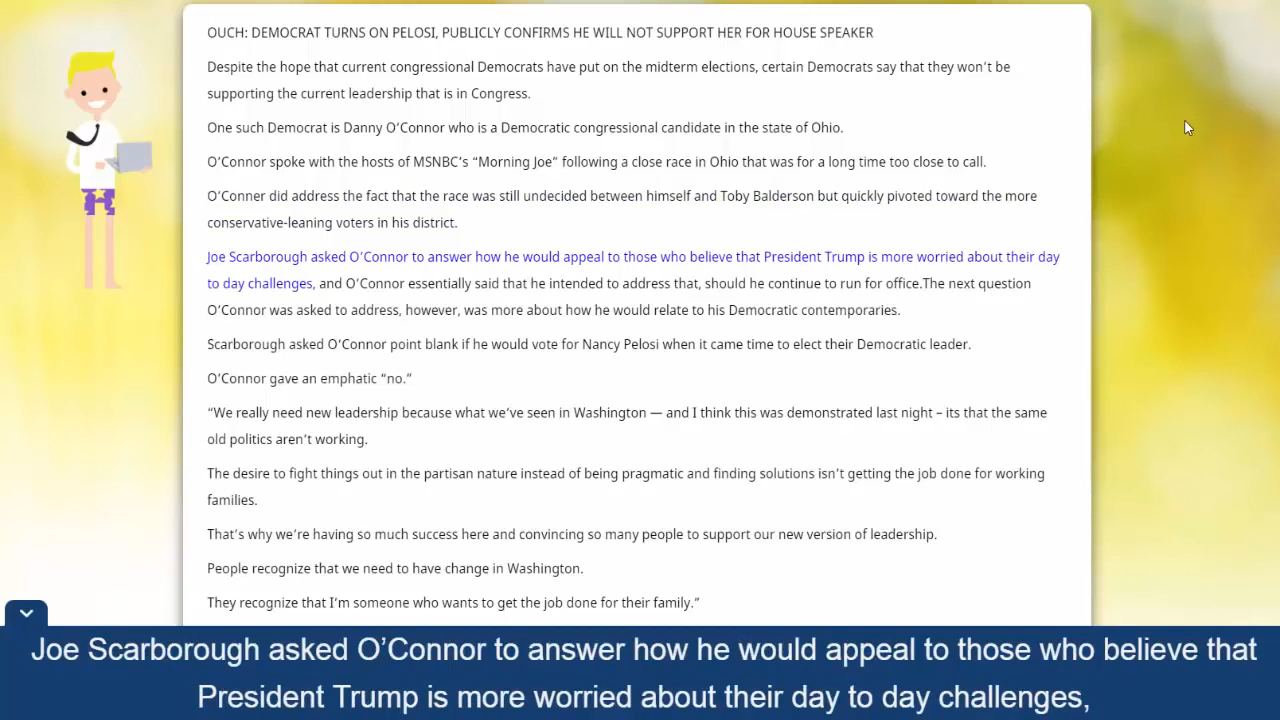 OUCH: DEMOCRAT TURNS ON PELOSI, PUBLICLY CONFIRMS HE WILL NOT SUPPORT HER FOR HOUSE SPEAKER
Despite the hope that current congressional Democrats have put on the midterm elections, certain Democrats say that they won’t be
supporting the current leadership that is in Congress.
One such Democrat is Danny O’Connor who is a Democratic congressional candidate in the state of Ohio.
O’Connor spoke with the hosts of MSNBC’s “Morning Joe” following a close race in Ohio that was for a long time too close to call.
O’Conner did address the fact that the race was still undecided between himself and Toby Balderson but quickly pivoted toward the more
conservative-leaning voters in his district.
Joe Scarborough asked O’Connor to answer how he would appeal to those who believe that President Trump is more worried about their day
to day challenges, and O’Connor essentially said that he intended to address that, should he continue to run for office.The next question
O’Connor was asked to address, however, was more about how he would relate to his Democratic contemporaries.
Scarborough asked O’Connor point blank if he would vote for Nancy Pelosi when it came time to elect their Democratic leader.
O’Connor gave an emphatic “no.”
“We really need new leadership because what we’ve seen in Washington — and I think this was demonstrated last night – its that the same
old politics aren’t working.
The desire to fight things out in the partisan nature instead of being pragmatic and finding solutions isn’t getting the job done for working
families.
That’s why we’re having so much success here and convincing so many people to support our new version of leadership.
People recognize that we need to have change in Washington.
They recognize that I’m someone who wants to get the job done for their family.”
Joe Scarborough asked O’Connor to answer how he would appeal to those who believe that
President Trump is more worried about their day to day challenges,